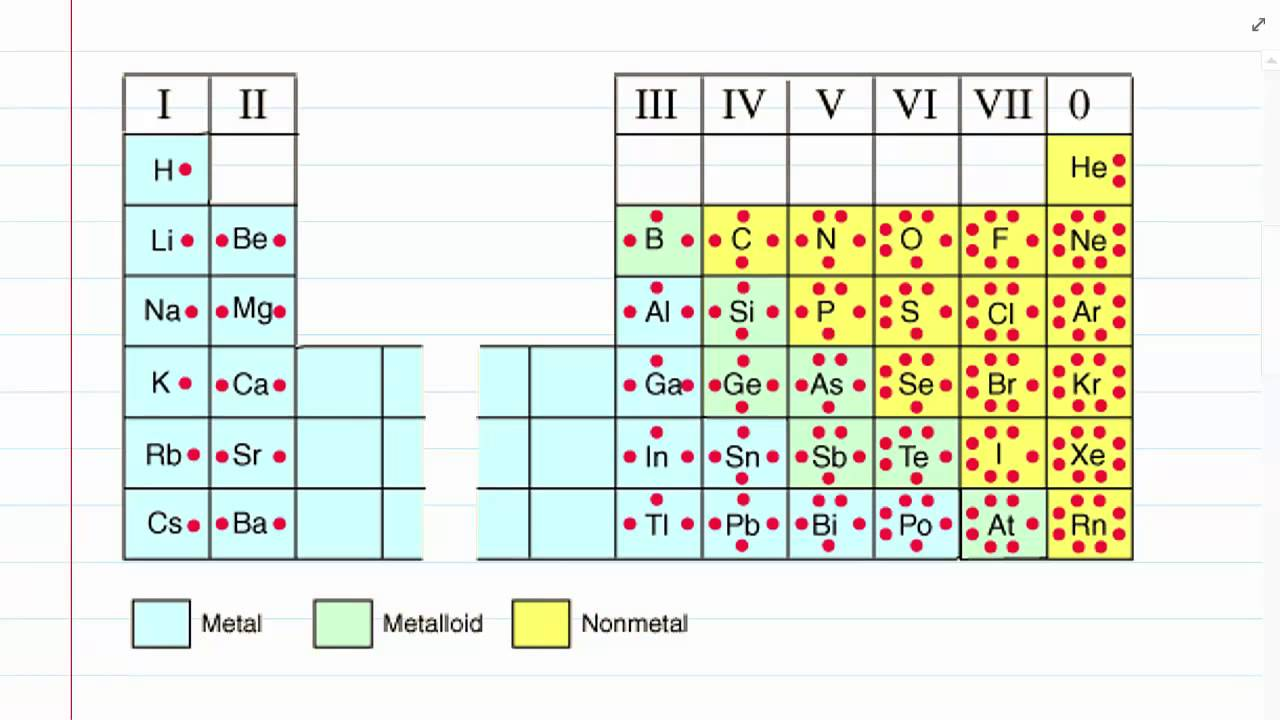 I II III IV V VI VII 0
H He
Li Be B C N O F Ne
Na Mg Al Si P S Cl Ar
K Ca Ga Ge As Se Br Kr
Rb Sr In Sn Sb Te I Xe
Cs Ba Tl Pb Bi Po At Rn
Metal Metalloid Nonmetal